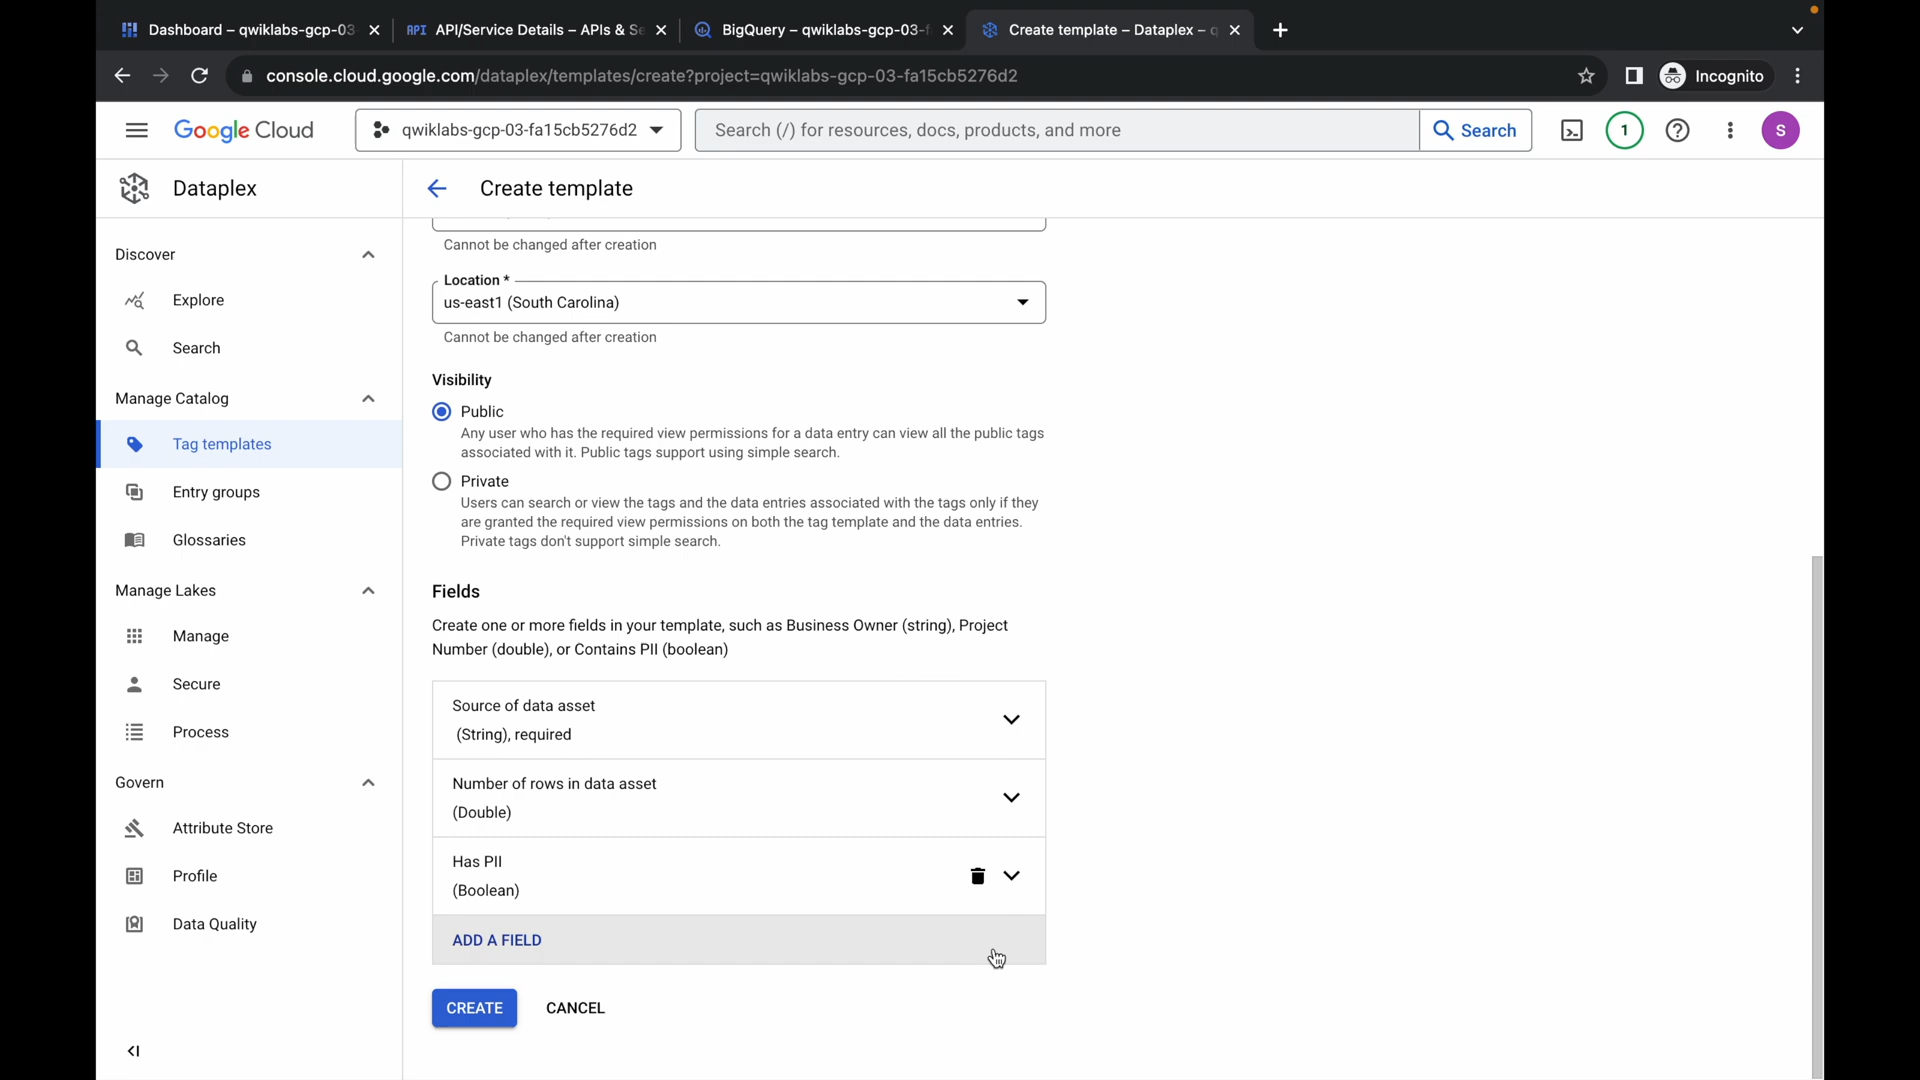 Dashboard – qwiklabs-gcp-03
API API/Service Details – APIs & Se
BigQuery – qwiklabs-gcp-03-f
Create template – Dataplex – q
console.cloud.google.com/dataplex/templates/create?project=qwiklabs-gcp-03-fa15cb5276d2
Incognito
Google Cloud
qwiklabs-gcp-03-fa15cb5276d2
Search (/) for resources, docs, products, and more
Search
1
S
Dataplex
Create template
Discover
Explore
Search
Manage Catalog
Tag templates
Entry groups
Glossaries
Manage Lakes
Manage
Secure
Process
Govern
Attribute Store
Profile
Data Quality
Cannot be changed after creation
Location *
us-east1 (South Carolina)
Cannot be changed after creation
Visibility
Public
Any user who has the required view permissions for a data entry can view all the public tags
associated with it. Public tags support using simple search.
Private
Users can search or view the tags and the data entries associated with the tags only if they
are granted the required view permissions on both the tag template and the data entries.
Private tags don't support simple search.
Fields
Create one or more fields in your template, such as Business Owner (string), Project
Number (double), or Contains PII (boolean)
Source of data asset
(String), required
Number of rows in data asset
(Double)
Has PII
(Boolean)
ADD A FIELD
CREATE
CANCEL